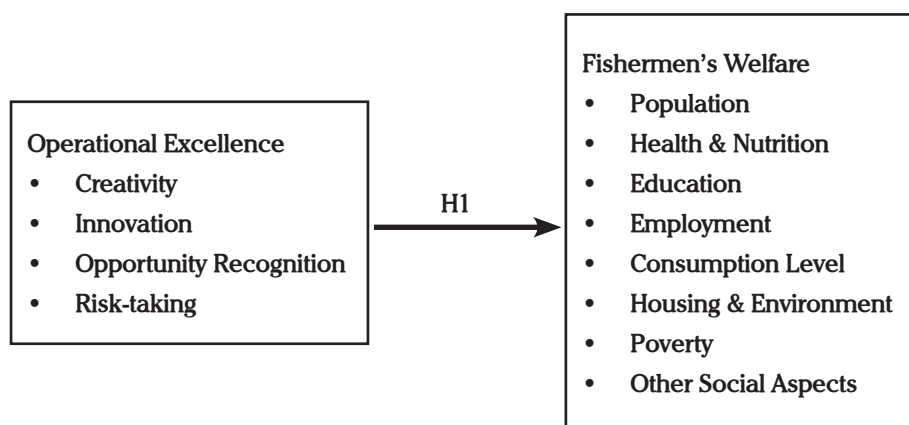 Operational Excellence
• Creativity
• Innovation
• Opportunity Recognition
• Risk-taking
H1
Fishermen’s Welfare
• Population
• Health & Nutrition
• Education
• Employment
• Consumption Level
• Housing & Environment
• Poverty
• Other Social Aspects